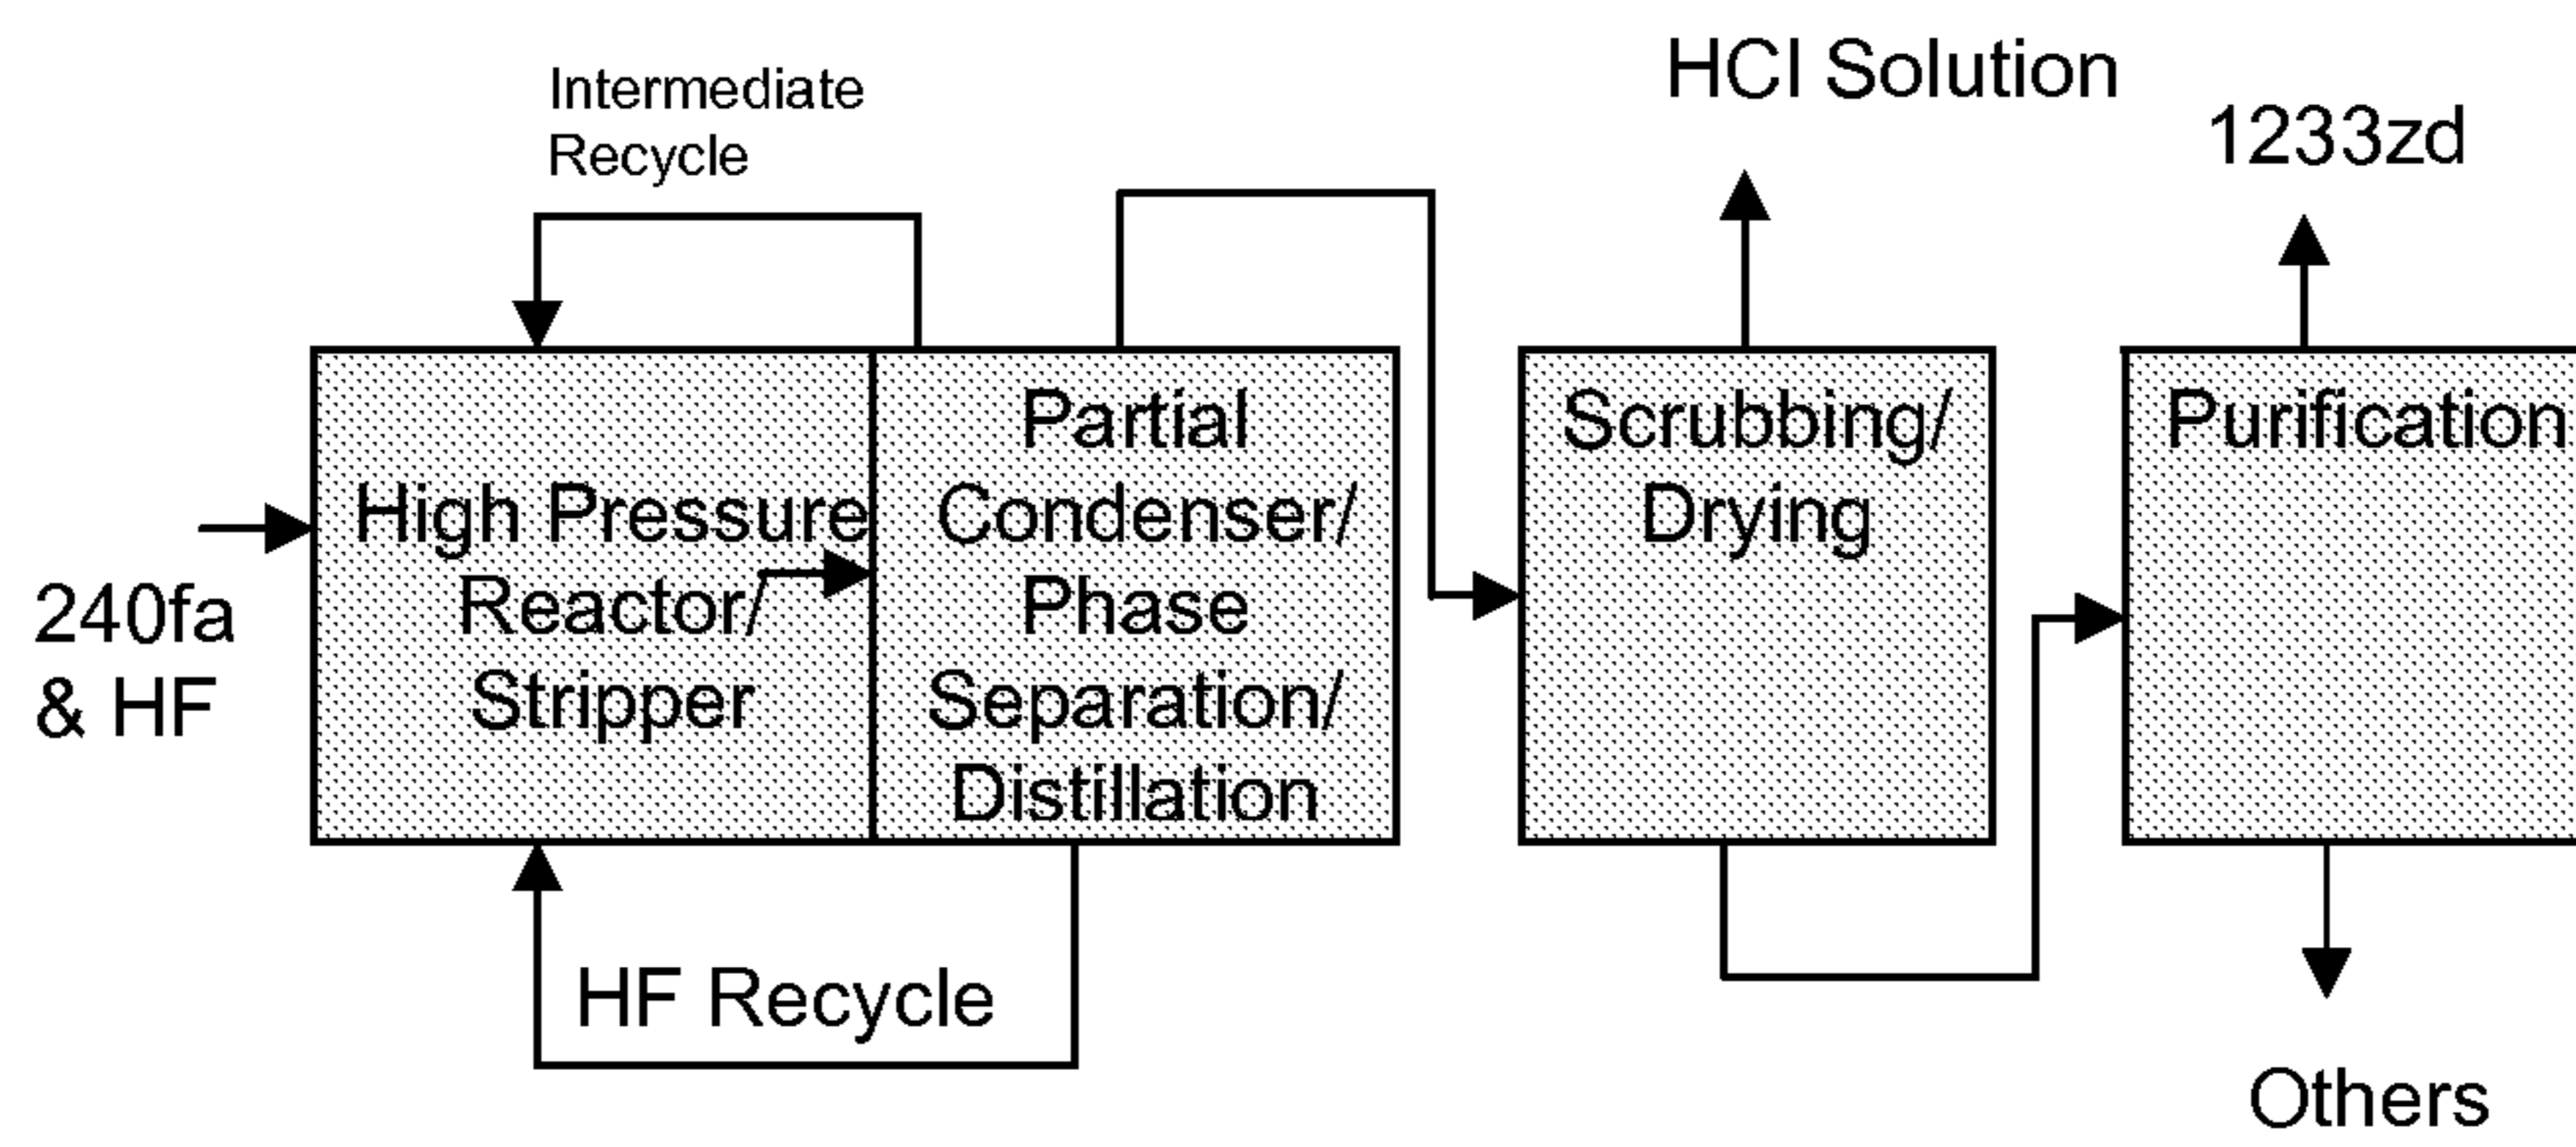 Intermediate
Recycle
HCl Solution
1233zd
240fa
& HF
High Pressure
Reactor/
Stripper
Partial
Condenser/
Phase
Separation/
Distillation
Scrubbing/
Drying
Purification
HF Recycle
Others